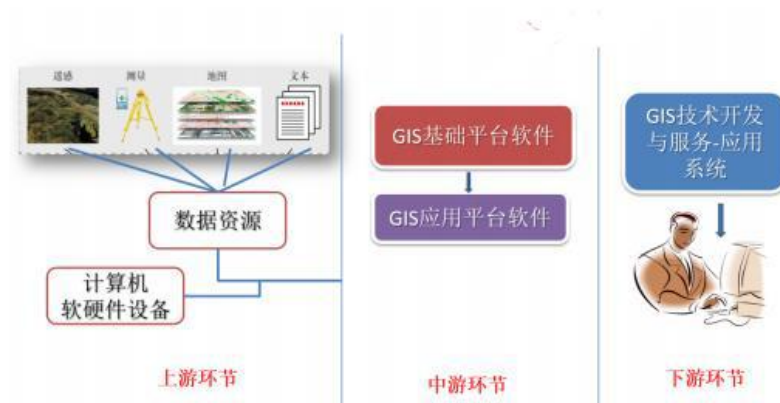 遥感
测量
地图
文本
数据资源
计算机
软硬件设备
上游环节
GIS基础平台软件
GIS应用平台软件
中游环节
GIS技术开发
与服务-应用
系统
下游环节